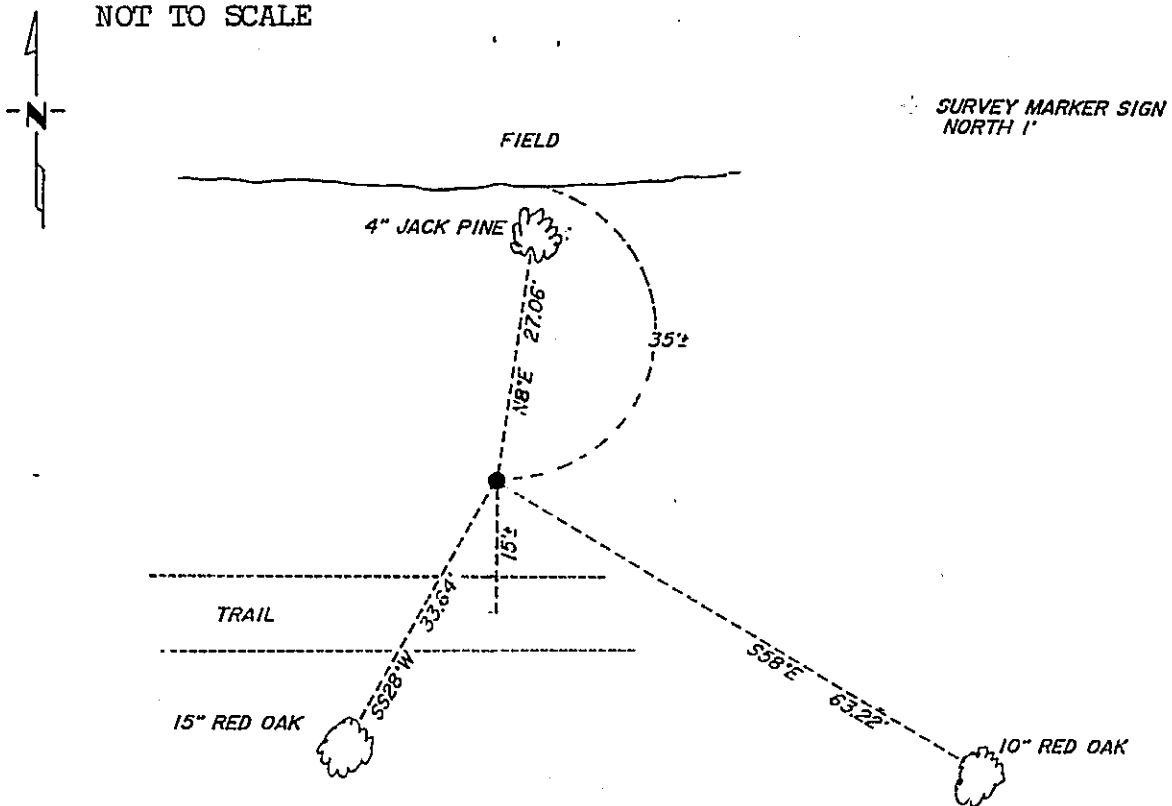 NOT TO SCALE
N
SURVEY MARKER SIGN
NORTH 1'
FIELD
4" JACK PINE
N8°E 27.06'
35'±
15'±
TRAIL
SS28°W 33.64'
S58°E 63.22'
15" RED OAK
10" RED OAK